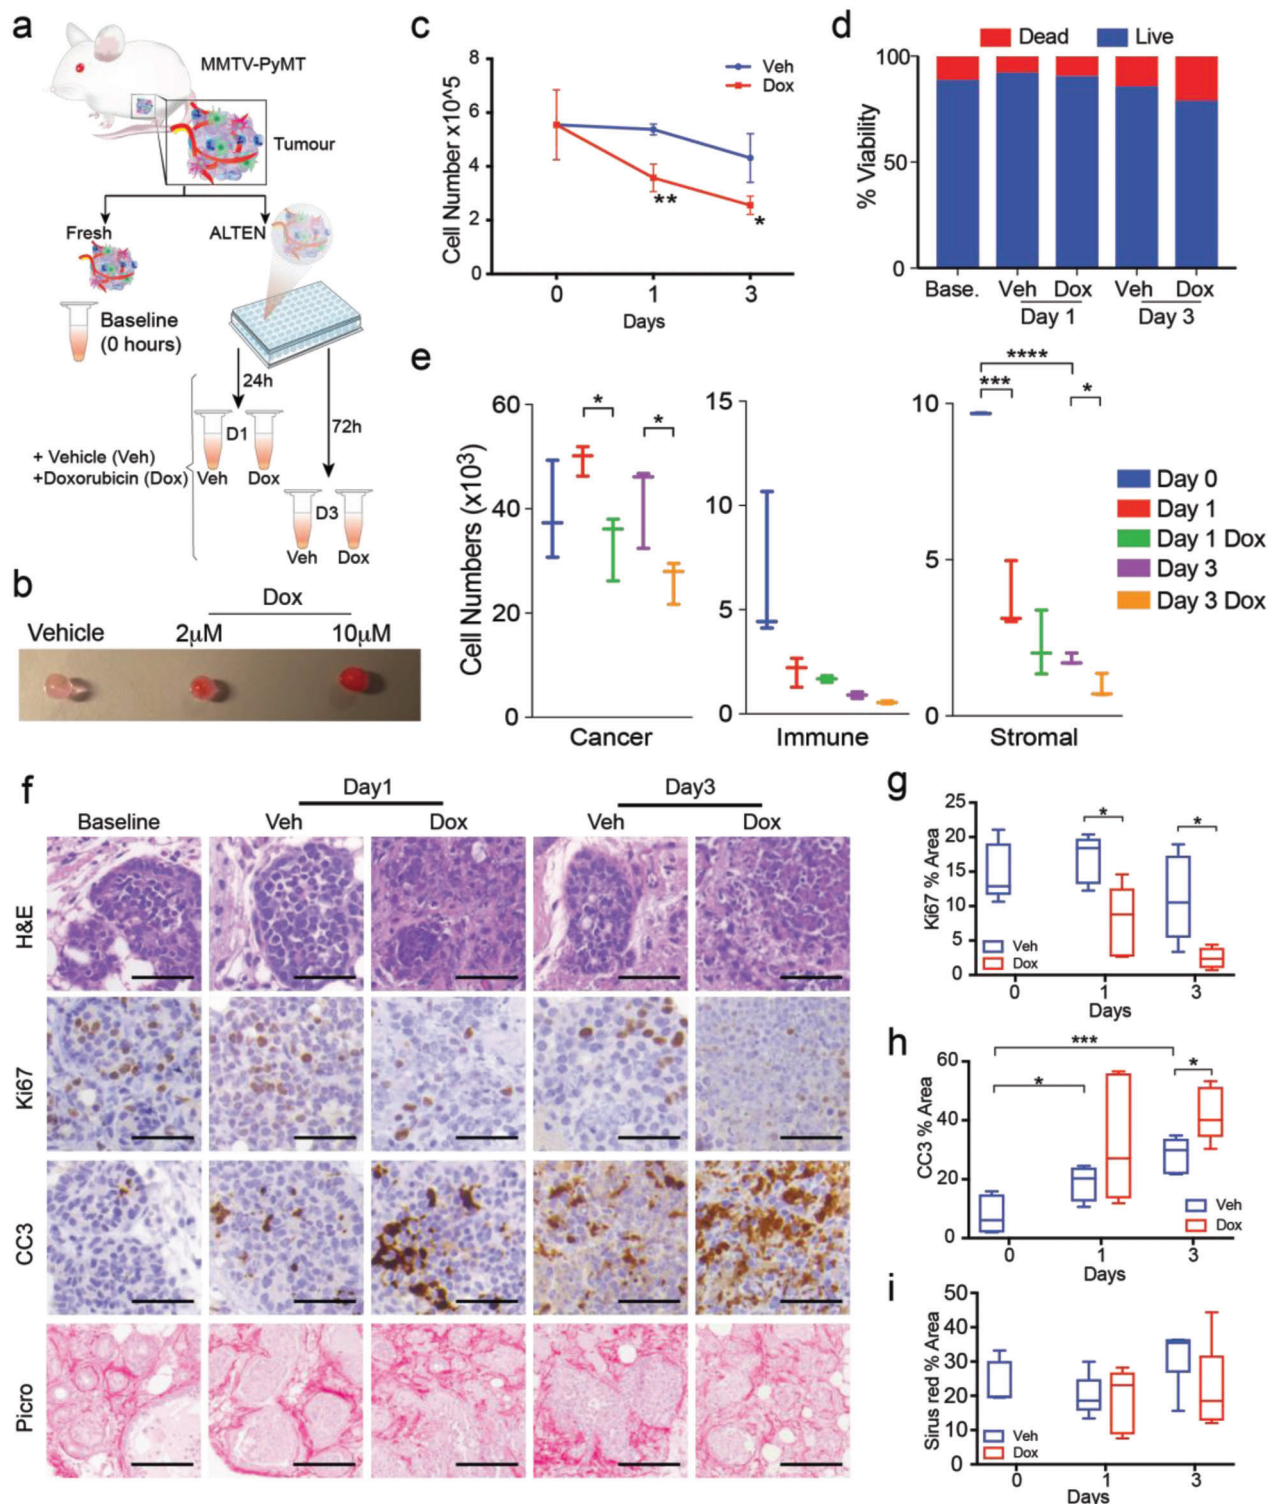 a
MMTV-PyMT
Tumour
Fresh
ALTEN
Baseline
(0 hours)
24h
D1
72h
+ Vehicle (Veh)
+Doxorubicin (Dox)
Veh
Dox
D3
Veh
Dox
b
Dox
Vehicle
2μM
10μM
c
Cell Number x10^5
8
6
4
2
0
Veh
Dox
**
*
0
1
3
Days
d
Dead
Live
% Viability
100
50
0
Base.
Veh
Dox
Veh
Dox
Day 1
Day 3
e
Cell Numbers (x10³)
60
40
20
0
*
*
Cancer
15
10
5
0
Immune
****
***
*
10
5
0
Stromal
Day 0
Day 1
Day 1 Dox
Day 3
Day 3 Dox
f
Day1
Day3
Baseline
Veh
Dox
Veh
Dox
H&E
Ki67
CC3
Picro
g
Ki67 % Area
25
20
15
10
5
0
*
*
Veh
Dox
0
1
3
Days
h
CC3 % Area
60
40
20
0
***
*
*
Veh
Dox
0
1
3
Days
i
Sirus red % Area
50
40
30
20
10
0
Veh
Dox
0
1
3
Days